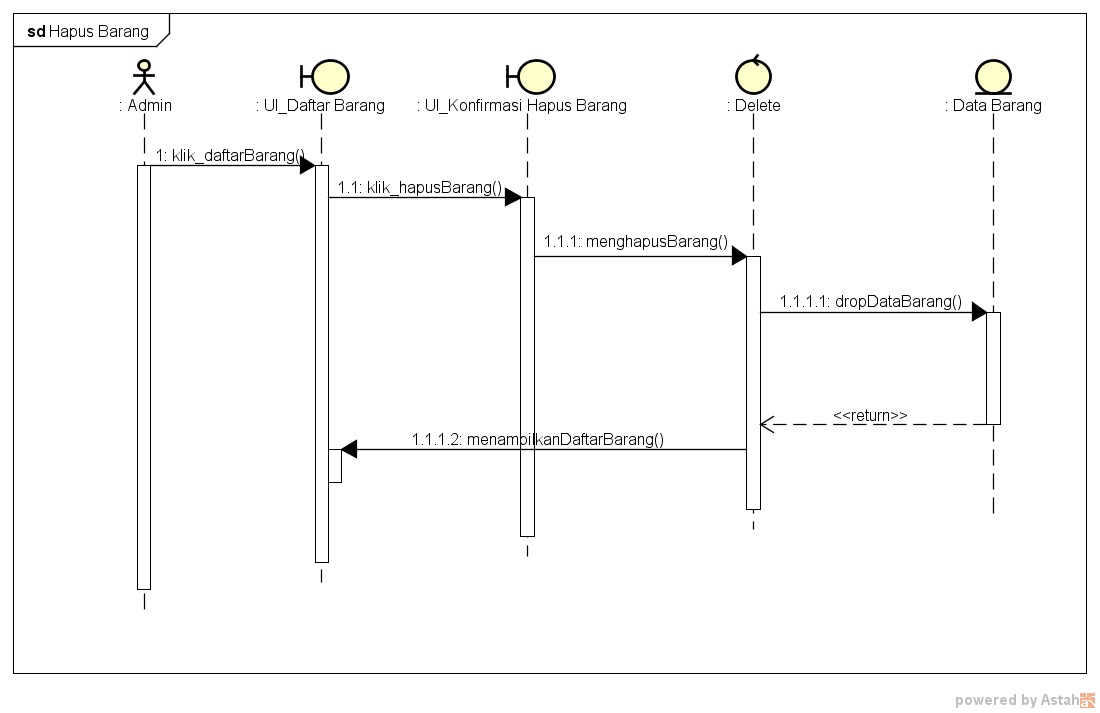 sd Hapus Barang
: Admin
: UI_Daftar Barang
: UI_Konfirmasi Hapus Barang
: Delete
: Data Barang
1: klik_daftarBarang()
1.1: klik_hapusBarang()
1.1.1: menghapusBarang()
1.1.1.1: dropDataBarang()
<<return>>
1.1.1.2: menampilkanDaftarBarang()
powered by Astah